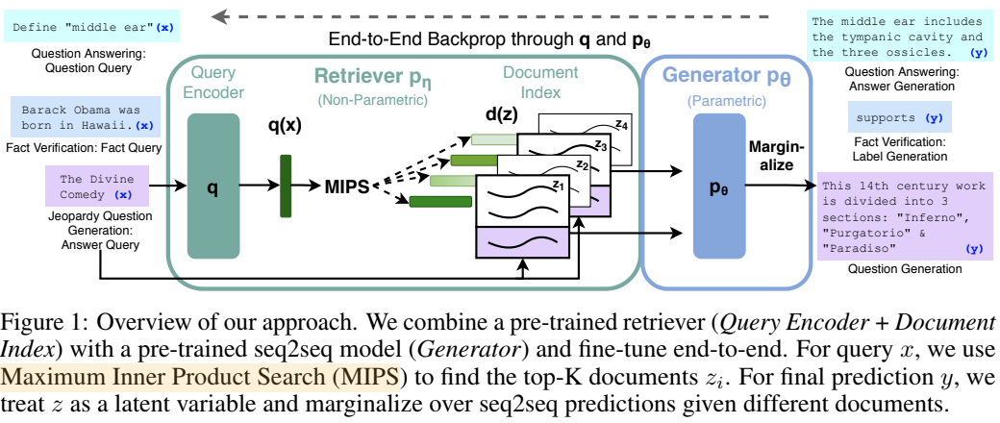 Define "middle ear"(x)
Question Answering:
Question Query
Barack Obama was
born in Hawaii.(x)
Fact Verification: Fact Query
The Divine
Comedy (x)
Jeopardy Question
Generation:
Answer Query
End-to-End Backprop through q and pθ
Query
Encoder
q
q(x)
Retriever pη
(Non-Parametric)
MIPS
Document
Index
d(z)
z4
z3
z2
z1
Generator pθ
(Parametric)
pθ
Margin-
alize
The middle ear includes
the tympanic cavity and
the three ossicles. (y)
Question Answering:
Answer Generation
supports (y)
Fact Verification:
Label Generation
This 14th century work
is divided into 3
sections: "Inferno",
"Purgatorio" &
"Paradiso" (y)
Question Generation
Figure 1: Overview of our approach. We combine a pre-trained retriever (Query Encoder + Document
Index) with a pre-trained seq2seq model (Generator) and fine-tune end-to-end. For query x, we use
Maximum Inner Product Search (MIPS) to find the top-K documents zi. For final prediction y, we
treat z as a latent variable and marginalize over seq2seq predictions given different documents.